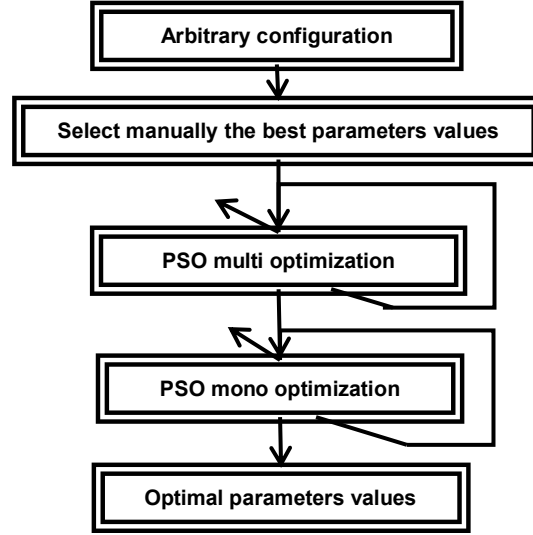 Arbitrary configuration
Select manually the best parameters values
PSO multi optimization
PSO mono optimization
Optimal parameters values